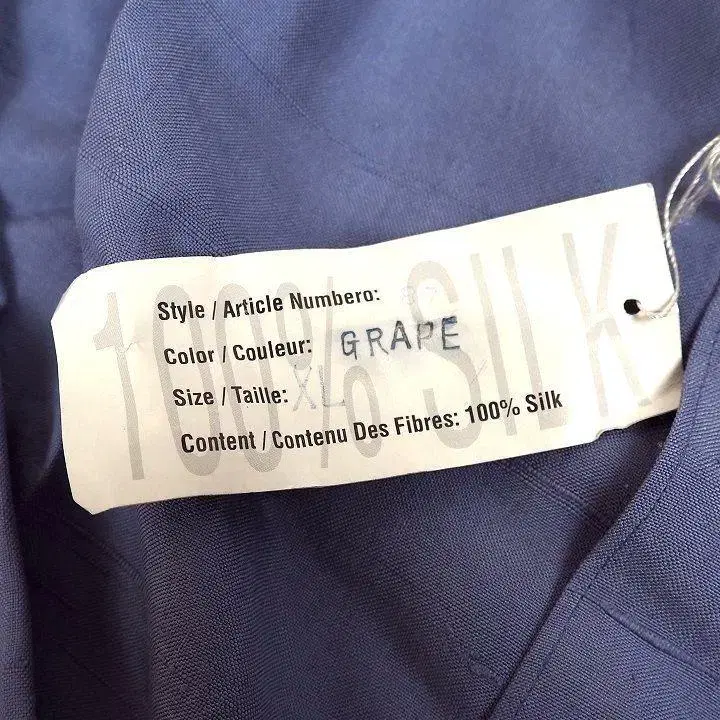 100% SILK
Style / Article Numbero:
Color / Couleur: GRAPE
Size / Taille: XL
Content / Contenu Des Fibres: 100% Silk